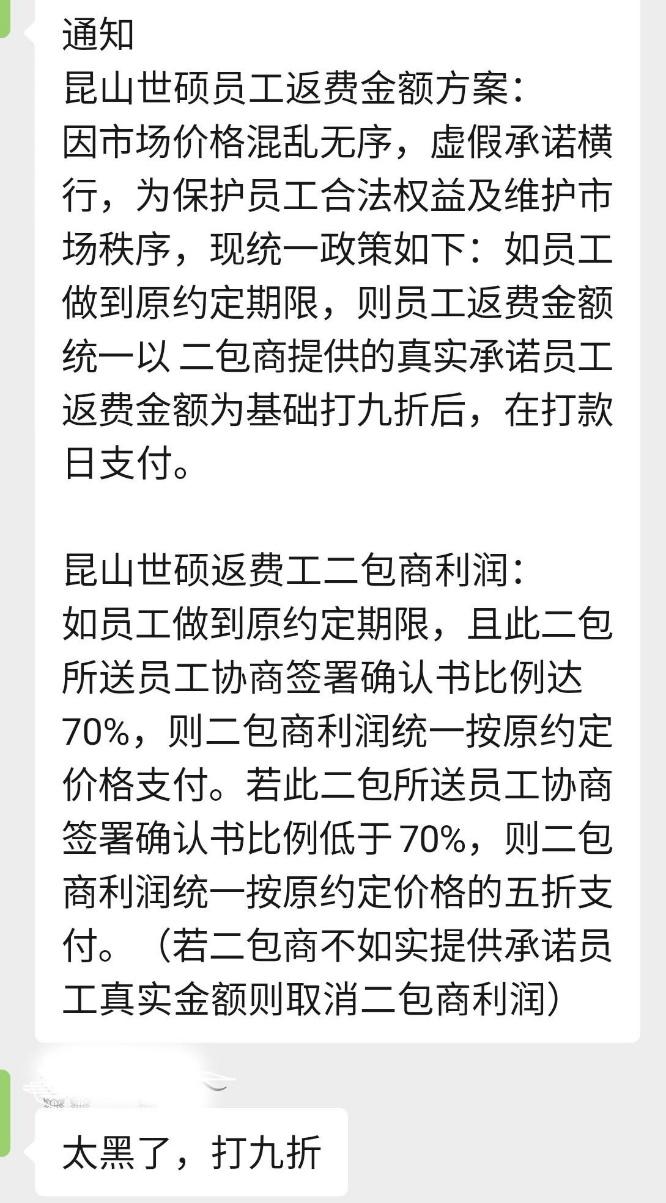 通知
昆山世硕员工返费金额方案：
因市场价格混乱无序，虚假承诺横
行，为保护员工合法权益及维护市
场秩序，现统一政策如下：如员工
做到原约定期限，则员工返费金额
统一以 二包商提供的真实承诺员工
返费金额为基础打九折后，在打款
日支付。
昆山世硕返费工二包商利润：
如员工做到原约定期限，且此二包
所送员工协商签署确认书比例达
70%，则二包商利润统一按原约定
价格支付。若此二包所送员工协商
签署确认书比例低于 70%，则二包
商利润统一按原约定价格的五折支
付。（若二包商不如实提供承诺员
工真实金额则取消二包商利润）
太黑了，打九折